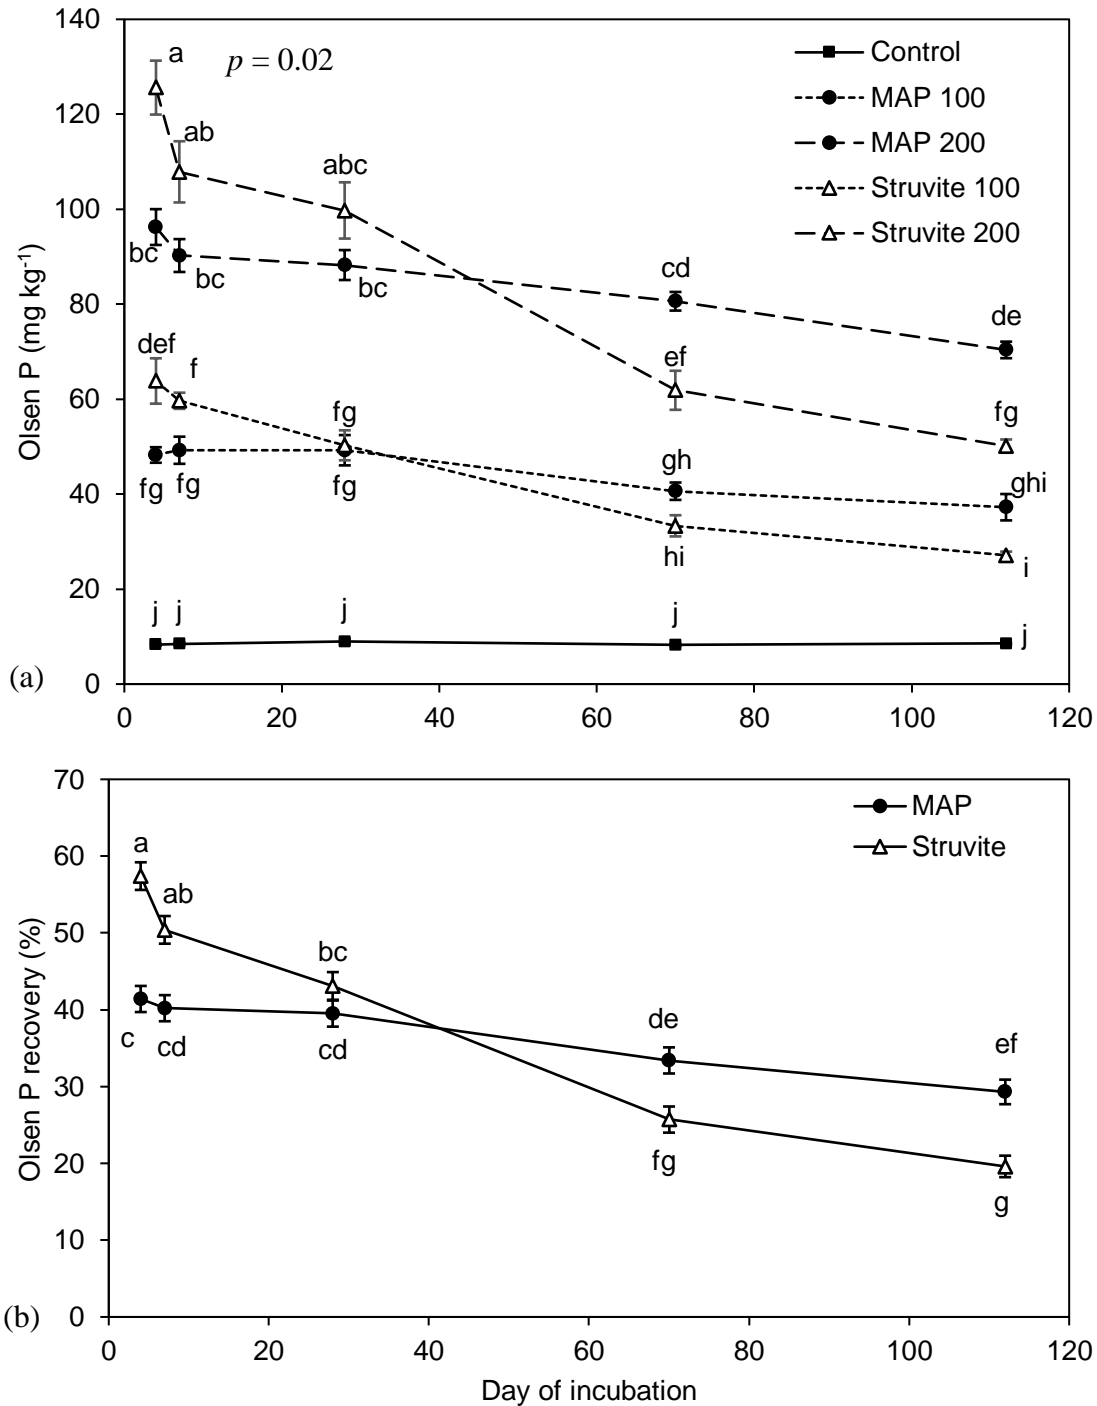 140
120
100
80
60
40
20
0
Olsen P (mg kg-1)
p = 0.02
Control
MAP 100
MAP 200
Struvite 100
Struvite 200
a
ab
abc
bc
bc
bc
cd
de
def
f
fg
ef
fg
fg
fg
fg
gh
ghi
hi
i
j
j
j
j
j
(a)
0 20 40 60 80 100 120
70
60
50
40
30
20
10
0
Olsen P recovery (%)
MAP
Struvite
a
ab
bc
c
cd
cd
de
ef
fg
g
(b)
0 20 40 60 80 100 120
Day of incubation